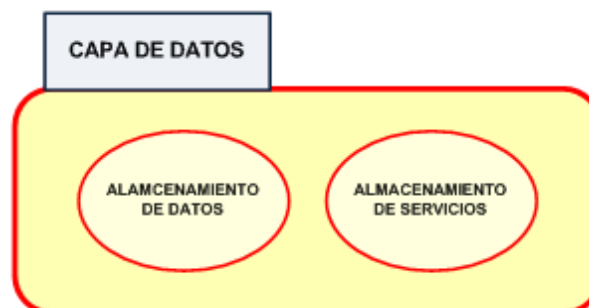 CAPA DE DATOS
ALAMCENAMIENTO
DE DATOS
ALMACENAMIENTO
DE SERVICIOS